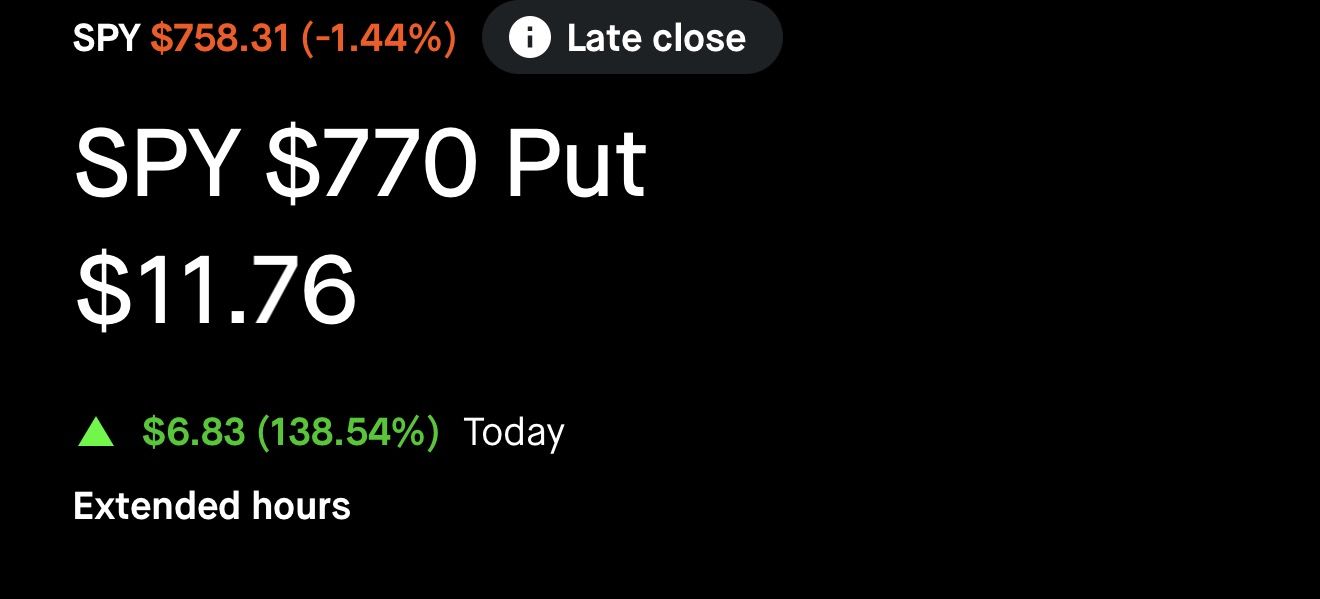 SPY $758.31 (-1.44%) Late close
SPY $770 Put
$11.76
▲ $6.83 (138.54%) Today
Extended hours